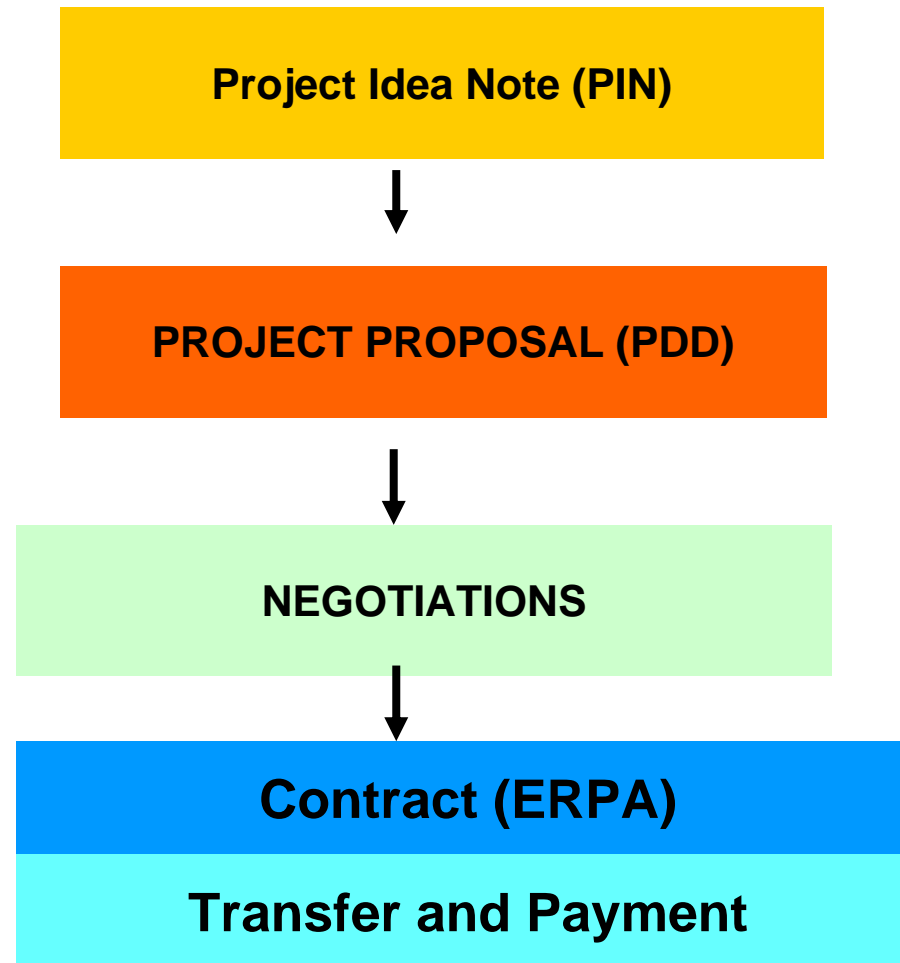 Project Idea Note (PIN)
PROJECT PROPOSAL (PDD)
NEGOTIATIONS
Contract (ERPA)
Transfer and Payment